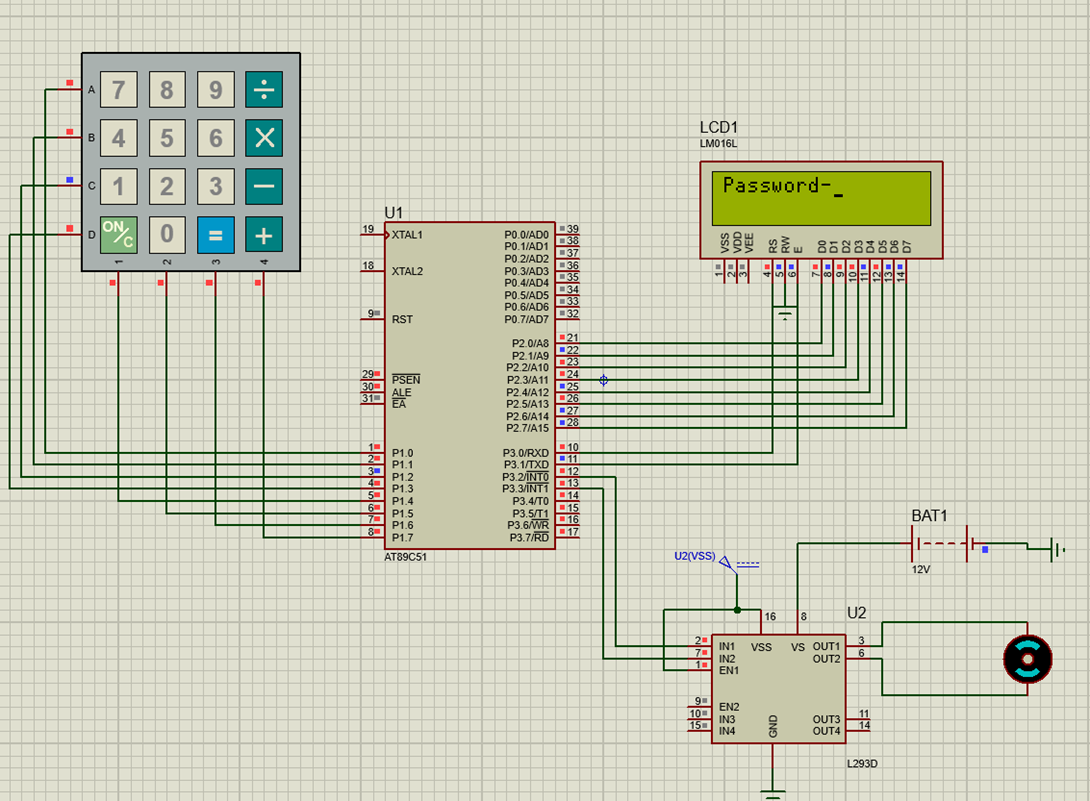 A 7 8 9 ÷
B 4 5 6 ×
C 1 2 3 −
D ON/C 0 = +
1 2 3 4
LCD1
LM016L
Password-_
VSS VDD VEE RS RW E D0 D1 D2 D3 D4 D5 D6 D7
1 2 3 4 5 6 7 8 9 10 11 12 13 14
U1
19 XTAL1 P0.0/AD0 39
P0.1/AD1 38
P0.2/AD2 37
18 XTAL2 P0.3/AD3 36
P0.4/AD4 35
P0.5/AD5 34
P0.6/AD6 33
9 RST P0.7/AD7 32
P2.0/A8 21
P2.1/A9 22
P2.2/A10 23
29 PSEN P2.3/A11 24
30 ALE P2.4/A12 25
31 EA P2.5/A13 26
P2.6/A14 27
P2.7/A15 28
1 P1.0 P3.0/RXD 10
2 P1.1 P3.1/TXD 11
3 P1.2 P3.2/INT0 12
4 P1.3 P3.3/INT1 13
5 P1.4 P3.4/T0 14
6 P1.5 P3.5/T1 15
7 P1.6 P3.6/WR 16
8 P1.7 P3.7/RD 17
AT89C51
BAT1
12V
U2(VSS)
U2
16 8
2 IN1 VSS VS OUT1 3
7 IN2 OUT2 6
1 EN1
9 EN2
10 IN3 OUT3 11
15 IN4 OUT4 14
GND
L293D